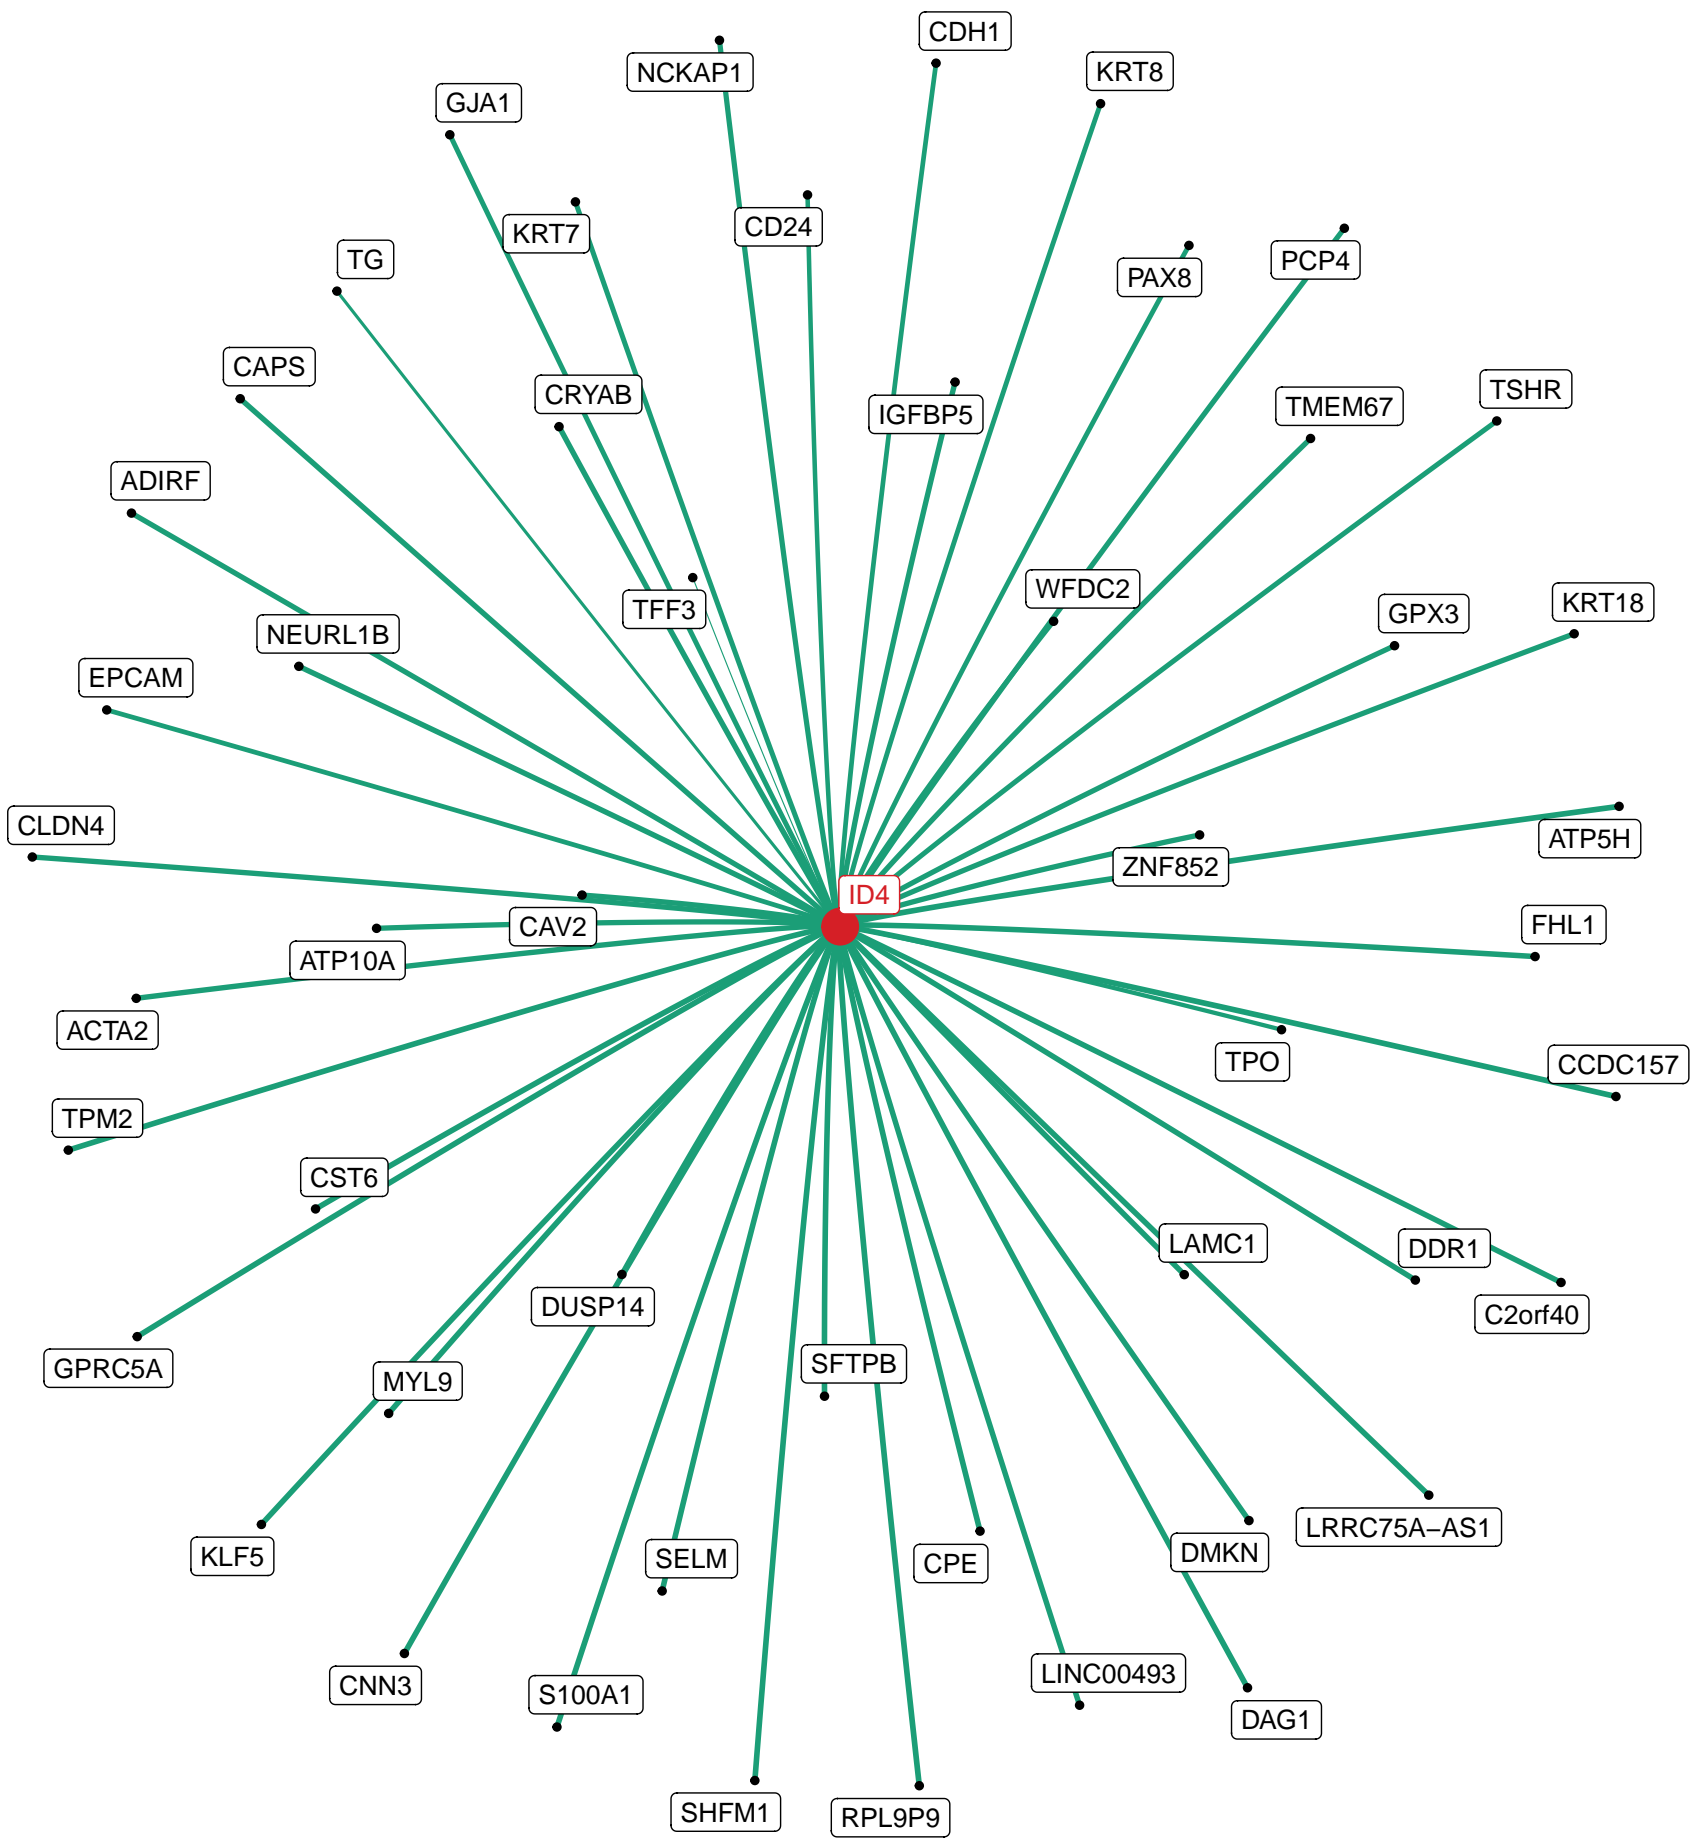 CDH1
NCKAP1
KRT8
GJA1
KRT7
CD24
TG
PCP4
PAX8
CAPS
CRYAB
IGFBP5
TMEM67
TSHR
ADIRF
TFF3
WFDC2
KRT18
GPX3
NEURL1B
EPCAM
CLDN4
ATP5H
ZNF852
ID4
CAV2
FHL1
ATP10A
ACTA2
TPO
CCDC157
TPM2
CST6
LAMC1
DDR1
DUSP14
C2orf40
GPRC5A
MYL9
SFTPB
LRRC75A−AS1
KLF5
SELM
CPE
DMKN
CNN3
S100A1
LINC00493
DAG1
SHFM1
RPL9P9